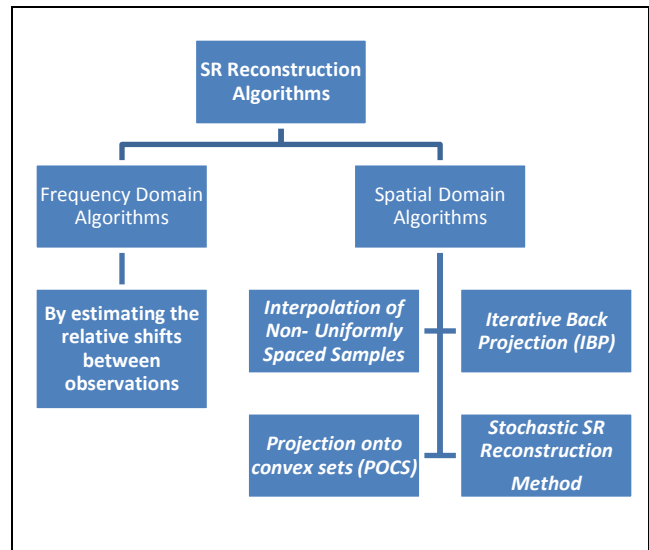 SR Reconstruction
Algorithms
Frequency Domain
Algorithms
Spatial Domain
Algorithms
By estimating the
relative shifts
between
observations
Interpolation of
Non- Uniformly
Spaced Samples
Iterative Back
Projection (IBP)
Projection onto
convex sets (POCS)
Stochastic SR
Reconstruction
Method